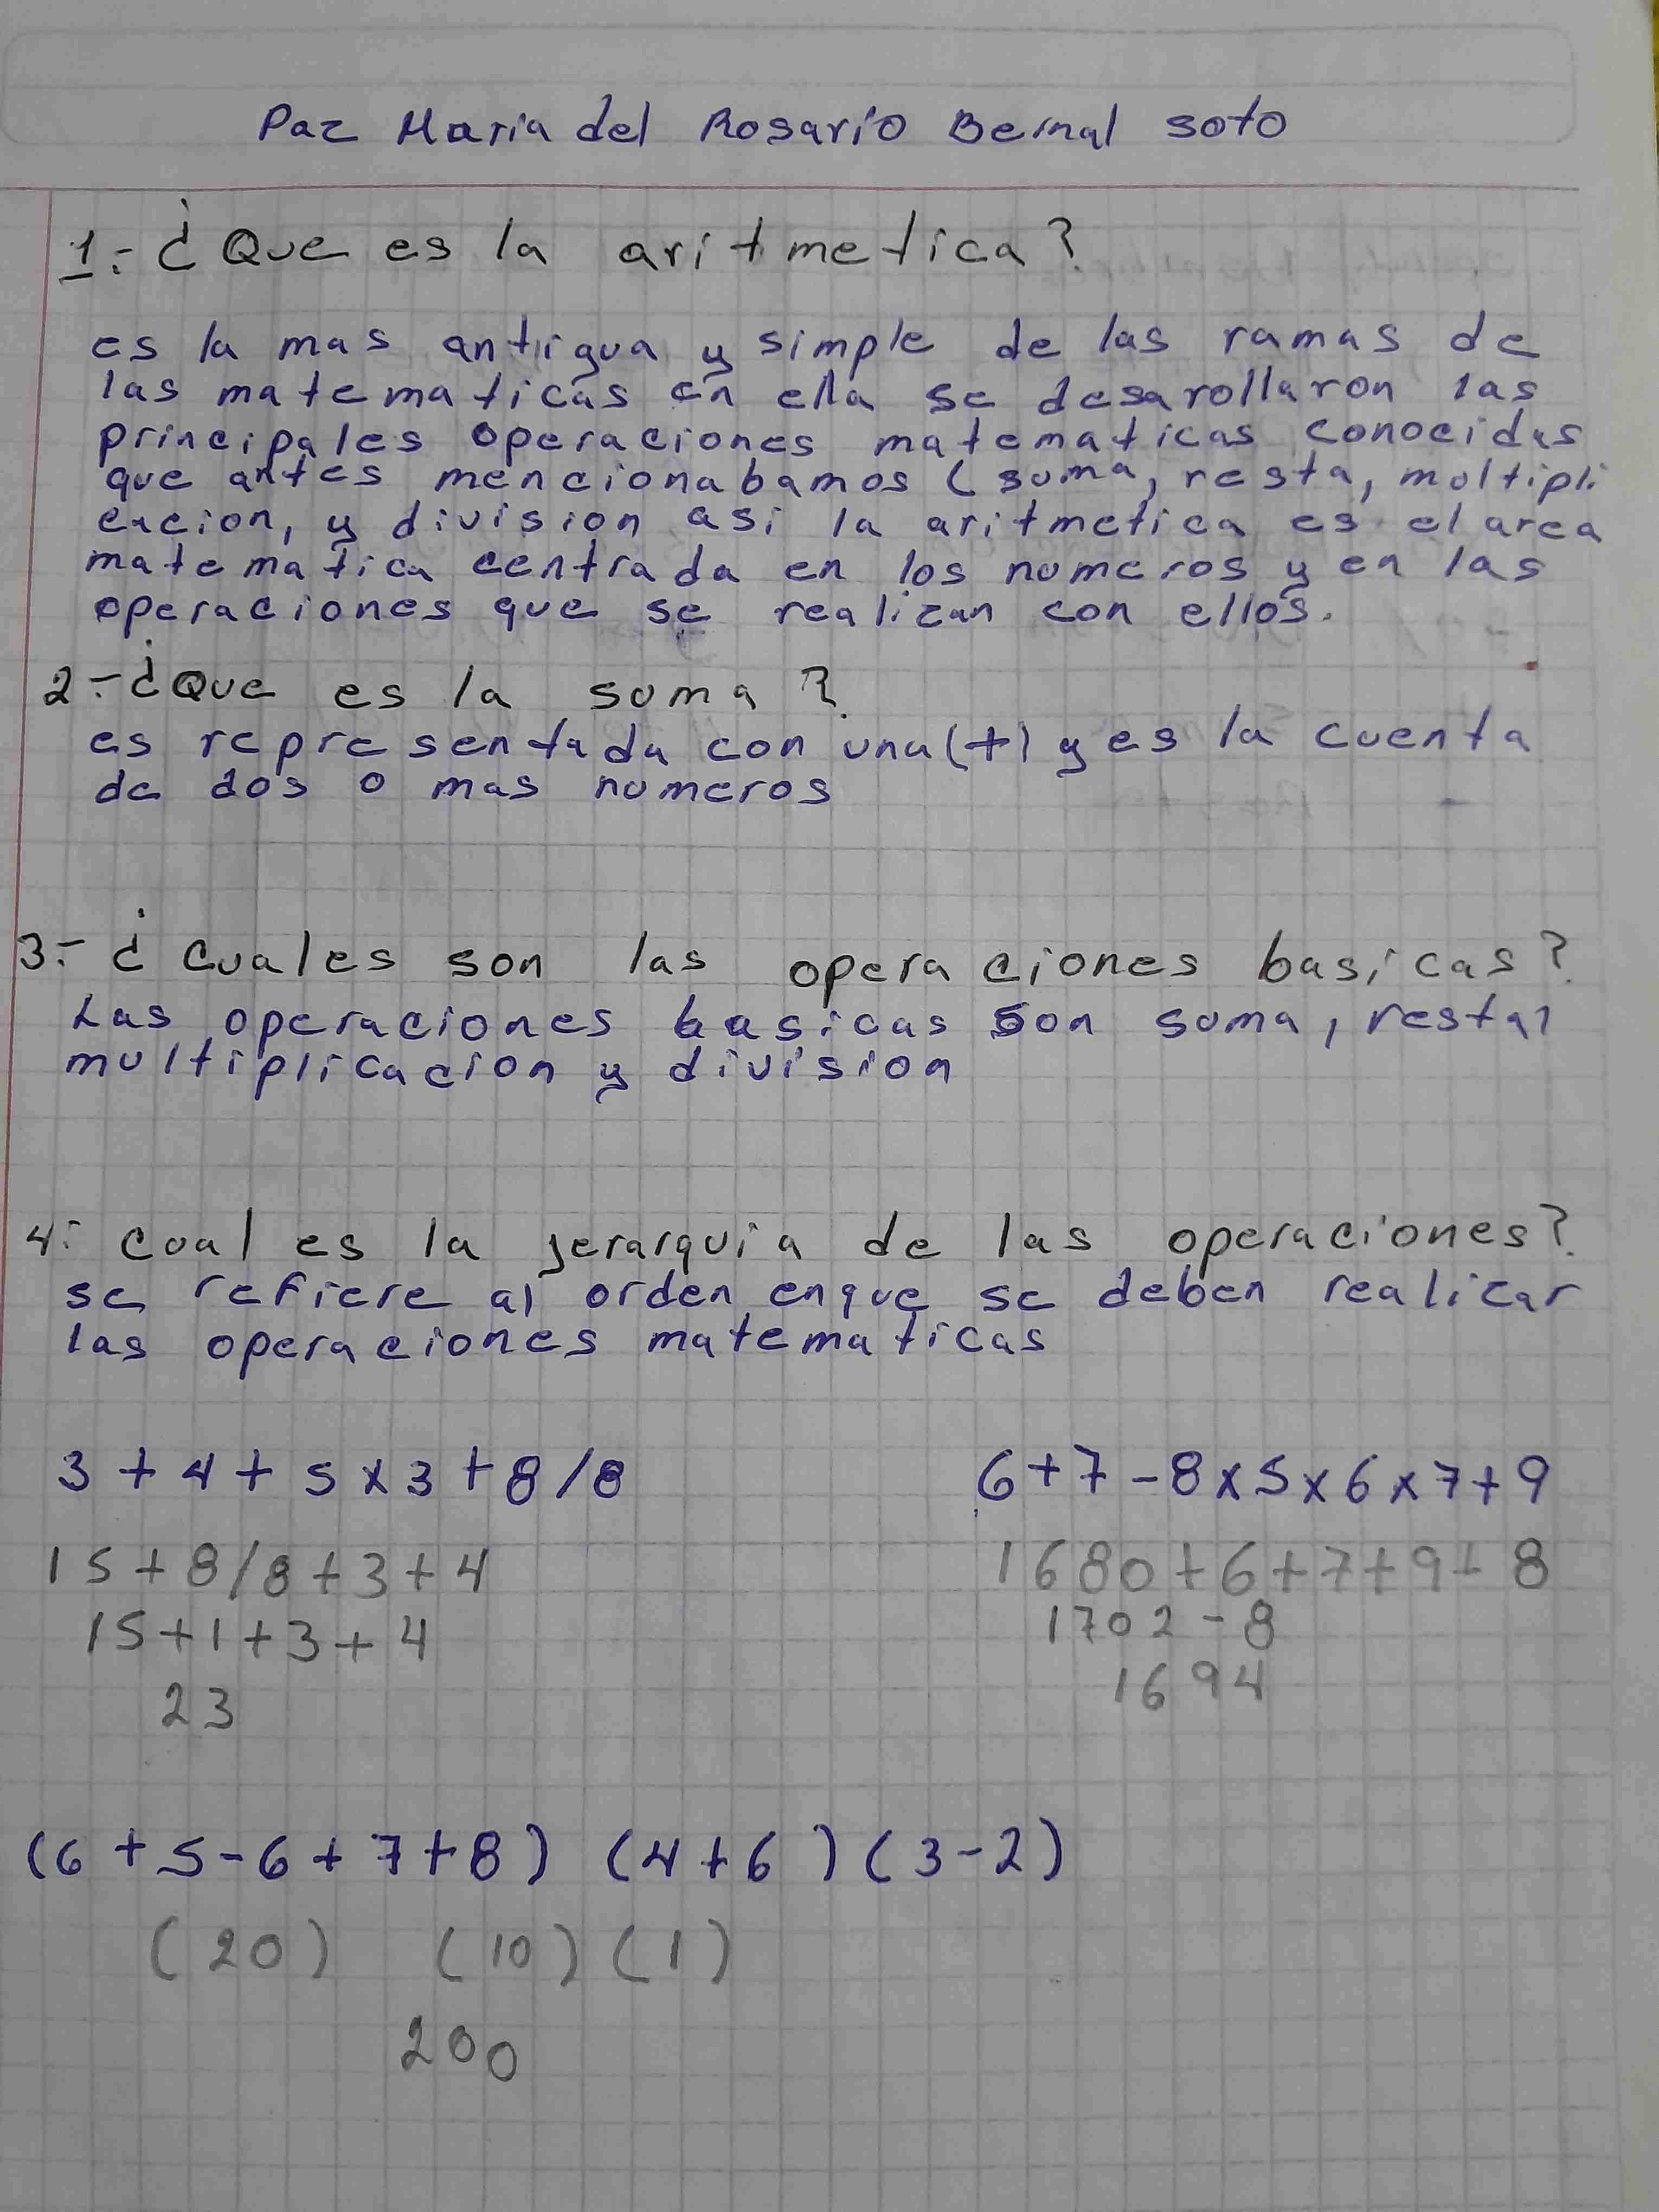 Paz Maria del Rosario Bernal soto
1.- ¿Que es la aritmetica?
es la mas antigua y simple de las ramas de
las matematicas en ella se desarollaron las
principales operaciones matematicas conocidas
que antes mencionabamos (suma, resta, multipli
cacion, y division asi la aritmetica es el area
matematica centrada en los numeros y en las
operaciones que se realizan con ellos.
2.- ¿Que es la suma?
es representada con una (+) y es la cuenta
de dos o mas numeros
3.- ¿cuales son las operaciones basicas?
Las operaciones basicas son suma, resta,
multiplicacion y division
4.- cual es la jerarquia de las operaciones?
se refiere al orden enque se deben realizar
las operaciones matematicas
3 + 4 + 5 x 3 + 8 / 8
15 + 8 / 8 + 3 + 4
15 + 1 + 3 + 4
23
6 + 7 - 8 x 5 x 6 x 7 + 9
1680 + 6 + 7 + 9 - 8
1702 - 8
1694
(6 + 5 - 6 + 7 + 8) (4 + 6) (3 - 2)
(20) (10) (1)
200